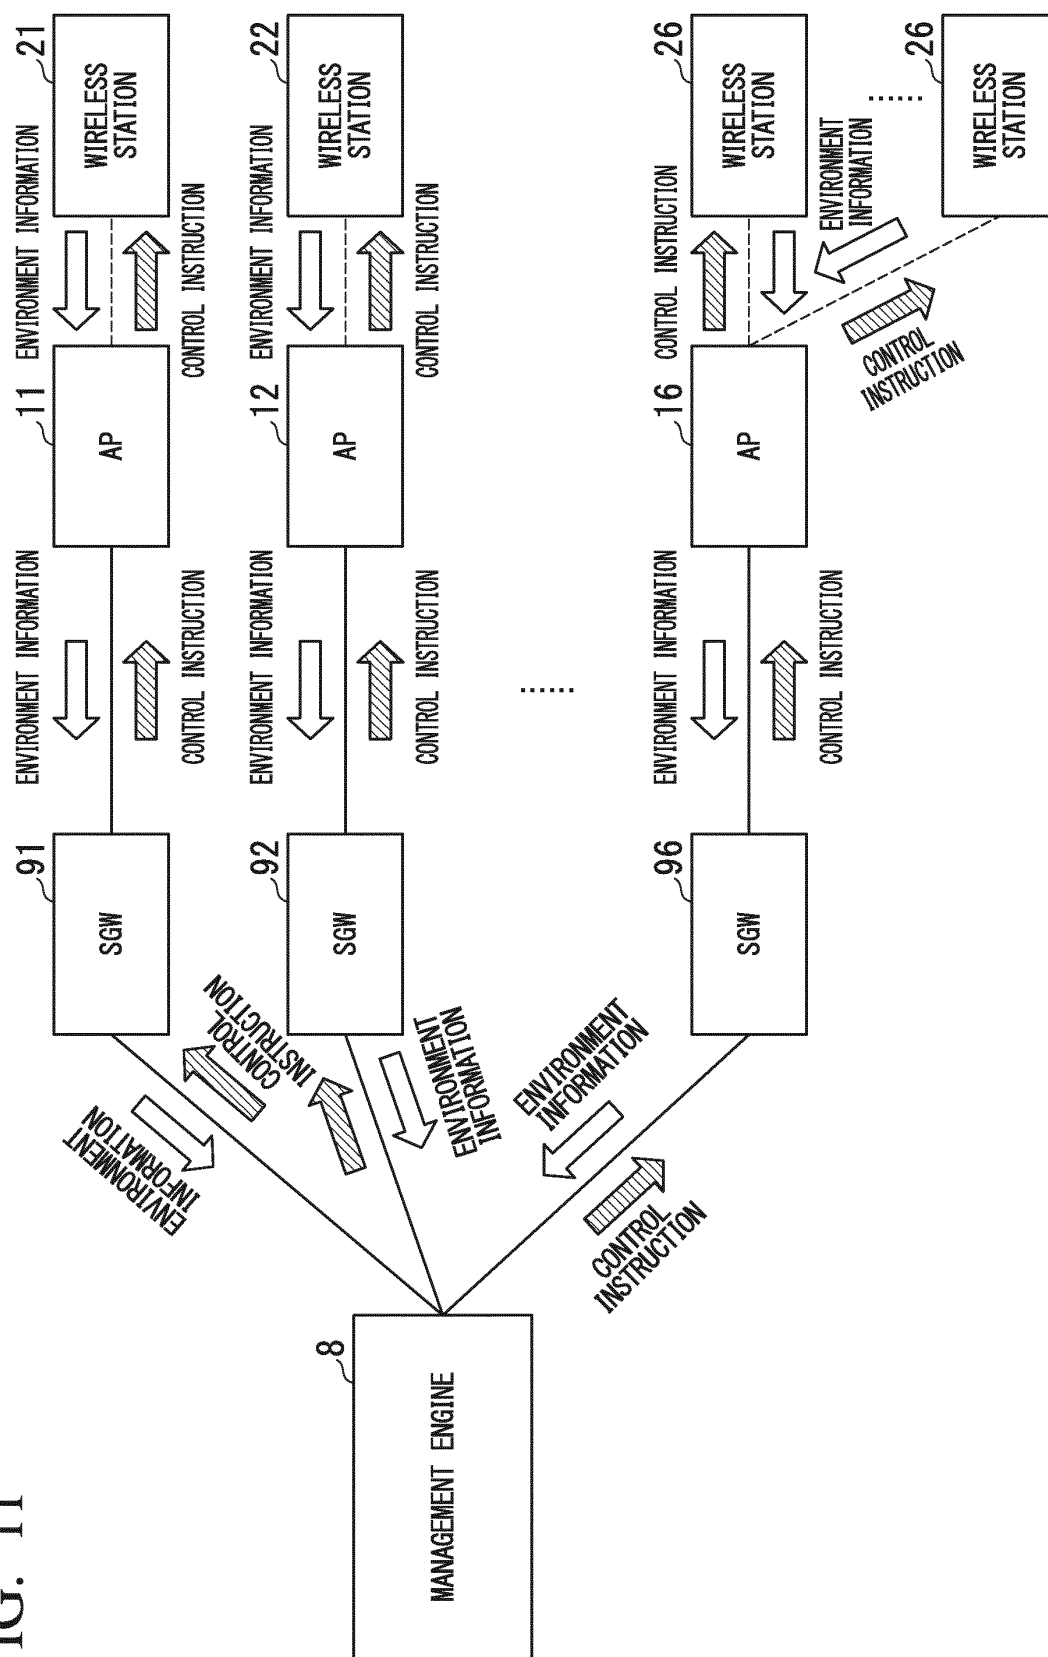 IG. 11
8
MANAGEMENT ENGINE
ENVIRONMENT
INFORMATION
CONTROL
INSTRUCTION
91
SGW
ENVIRONMENT INFORMATION
CONTROL INSTRUCTION
11
AP
ENVIRONMENT INFORMATION
CONTROL INSTRUCTION
21
WIRELESS
STATION
CONTROL
INSTRUCTION
ENVIRONMENT
INFORMATION
92
SGW
ENVIRONMENT INFORMATION
CONTROL INSTRUCTION
12
AP
ENVIRONMENT INFORMATION
CONTROL INSTRUCTION
22
WIRELESS
STATION
ENVIRONMENT
INFORMATION
CONTROL
INSTRUCTION
96
SGW
ENVIRONMENT INFORMATION
CONTROL INSTRUCTION
16
AP
CONTROL INSTRUCTION
26
WIRELESS
STATION
ENVIRONMENT
INFORMATION
CONTROL
INSTRUCTION
26
WIRELESS
STATION